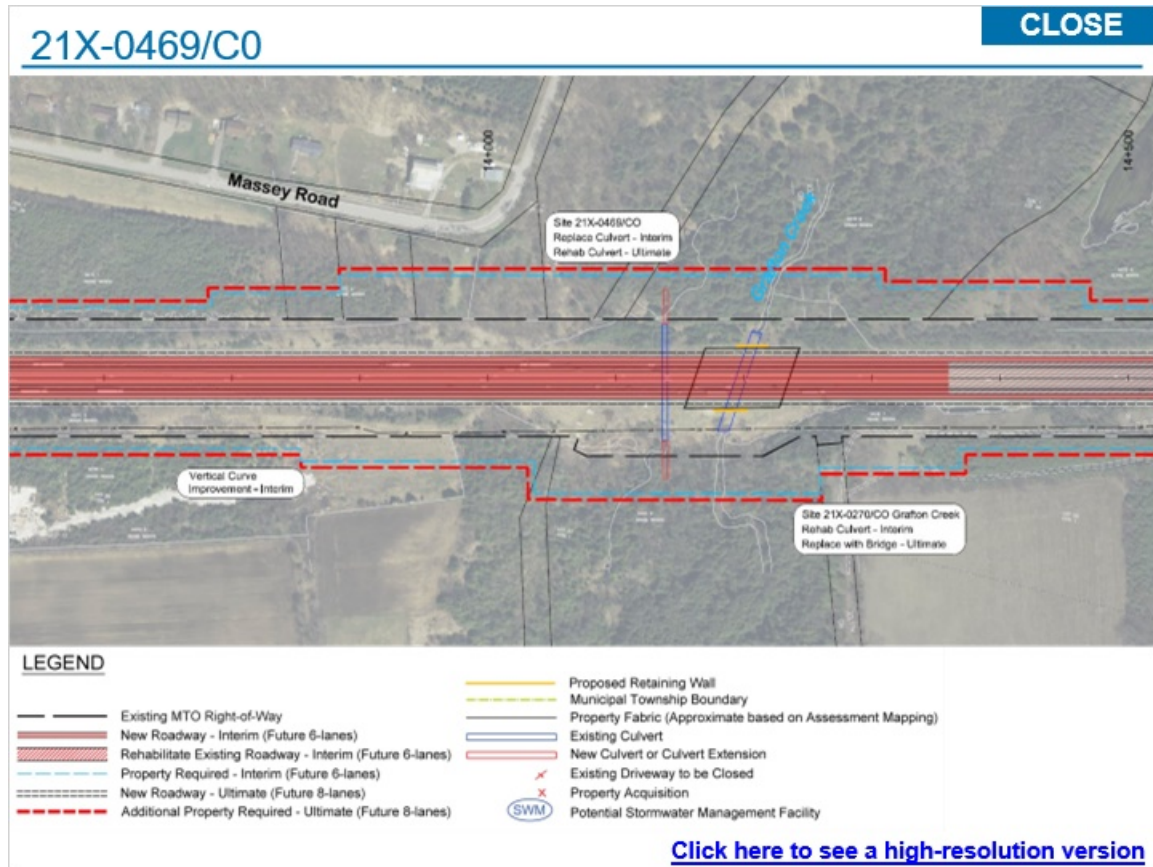 21X-0469/C0
CLOSE
14+000
14+500
Massey Road
Grafton Creek
Site 21X-0469/CO
Replace Culvert - Interim
Rehab Culvert - Ultimate
Vertical Curve
Improvement - Interim
Site 21X-0270/CO Grafton Creek
Rehab Culvert - Interim
Replace with Bridge - Ultimate
LEGEND
Existing MTO Right-of-Way
New Roadway - Interim (Future 6-lanes)
Rehabilitate Existing Roadway - Interim (Future 6-lanes)
Property Required - Interim (Future 6-lanes)
New Roadway - Ultimate (Future 8-lanes)
Additional Property Required - Ultimate (Future 8-lanes)
Proposed Retaining Wall
Municipal Township Boundary
Property Fabric (Approximate based on Assessment Mapping)
Existing Culvert
New Culvert or Culvert Extension
Existing Driveway to be Closed
Property Acquisition
SWM
Potential Stormwater Management Facility
Click here to see a high-resolution version